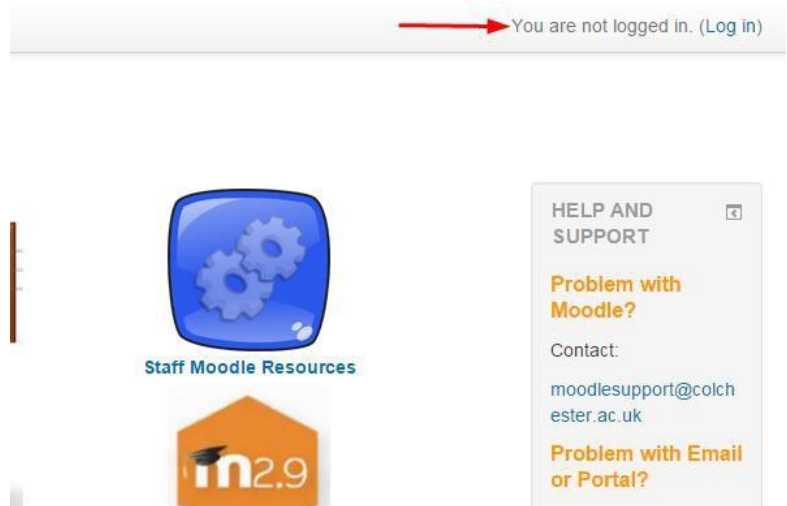 You are not logged in. (Log in)
Staff Moodle Resources
m2.9
HELP AND
SUPPORT
Problem with
Moodle?
Contact:
moodlesupport@colch
ester.ac.uk
Problem with Email
or Portal?